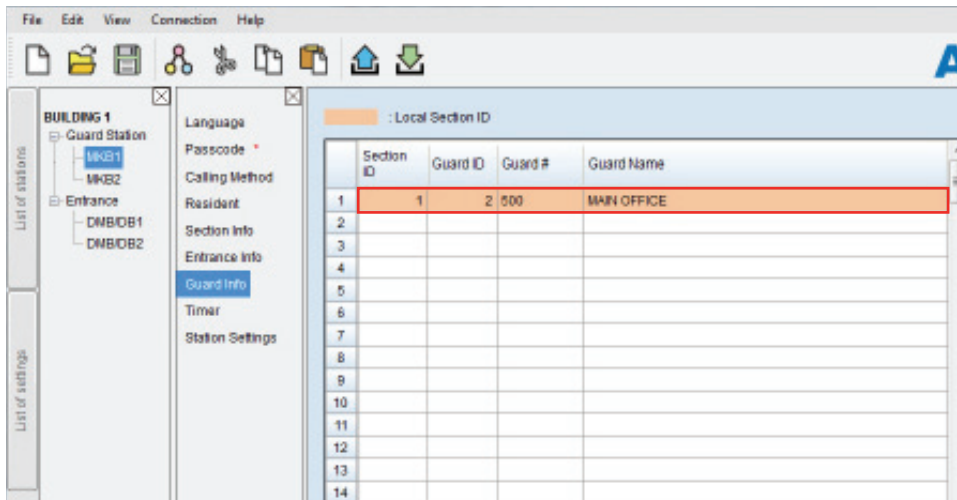 File Edit View Connection Help
A
List of stations
List of settings
BUILDING 1
Guard Station
MKB1
MKB2
Entrance
DMB/DB1
DMB/DB2
Language
Passcode *
Calling Method
Resident
Section Info
Entrance Info
Guard Info
Timer
Station Settings
: Local Section ID
Section ID Guard ID Guard # Guard Name
1 1 2 500 MAIN OFFICE
2
3
4
5
6
7
8
9
10
11
12
13
14